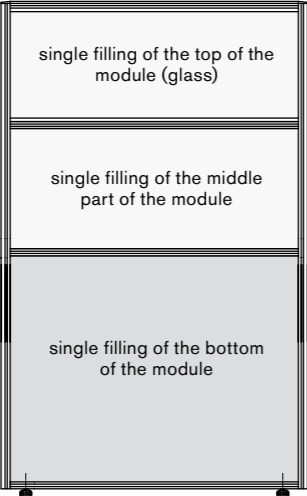 single filling of the top of the
module (glass)
single filling of the middle
part of the module
single filling of the bottom
of the module